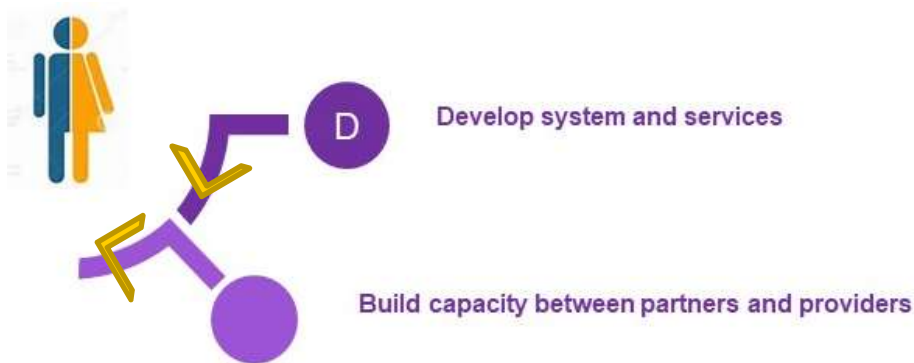 D
Develop system and services
Build capacity between partners and providers